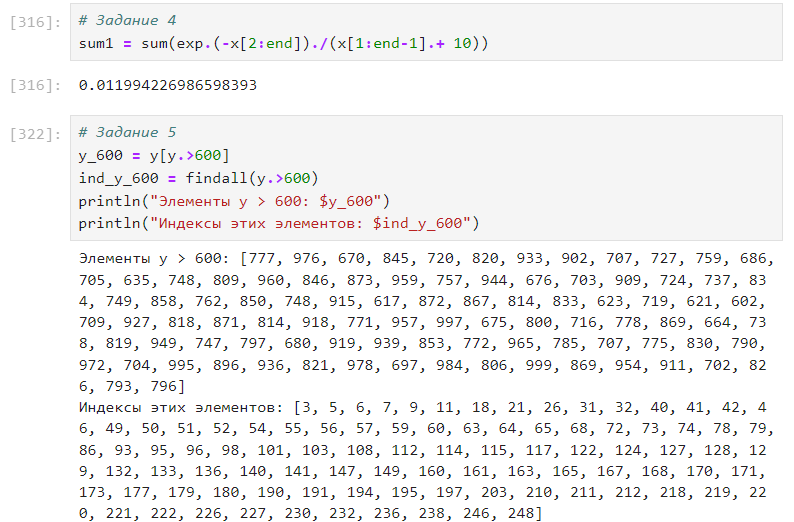 [316]: # Задание 4
sum1 = sum(exp.(-x[2:end])./(x[1:end-1].+ 10))
[316]: 0.011994226986598393
[322]: # Задание 5
y_600 = y[y.>600]
ind_y_600 = findall(y.>600)
println("Элементы y > 600: $y_600")
println("Индексы этих элементов: $ind_y_600")
Элементы y > 600: [777, 976, 670, 845, 720, 820, 933, 902, 707, 727, 759, 686,
705, 635, 748, 809, 960, 846, 873, 959, 757, 944, 676, 703, 909, 724, 737, 83
4, 749, 858, 762, 850, 748, 915, 617, 872, 867, 814, 833, 623, 719, 621, 602,
709, 927, 818, 871, 814, 918, 771, 957, 997, 675, 800, 716, 778, 869, 664, 73
8, 819, 949, 747, 797, 680, 919, 939, 853, 772, 965, 785, 707, 775, 830, 790,
972, 704, 995, 896, 936, 821, 978, 697, 984, 806, 999, 869, 954, 911, 702, 82
6, 793, 796]
Индексы этих элементов: [3, 5, 6, 7, 9, 11, 18, 21, 26, 31, 32, 40, 41, 42, 4
6, 49, 50, 51, 52, 54, 55, 56, 57, 59, 60, 63, 64, 65, 68, 72, 73, 74, 78, 79,
86, 93, 95, 96, 98, 101, 103, 108, 112, 114, 115, 117, 122, 124, 127, 128, 12
9, 132, 133, 136, 140, 141, 147, 149, 160, 161, 163, 165, 167, 168, 170, 171,
173, 177, 179, 180, 190, 191, 194, 195, 197, 203, 210, 211, 212, 218, 219, 22
0, 221, 222, 226, 227, 230, 232, 236, 238, 246, 248]